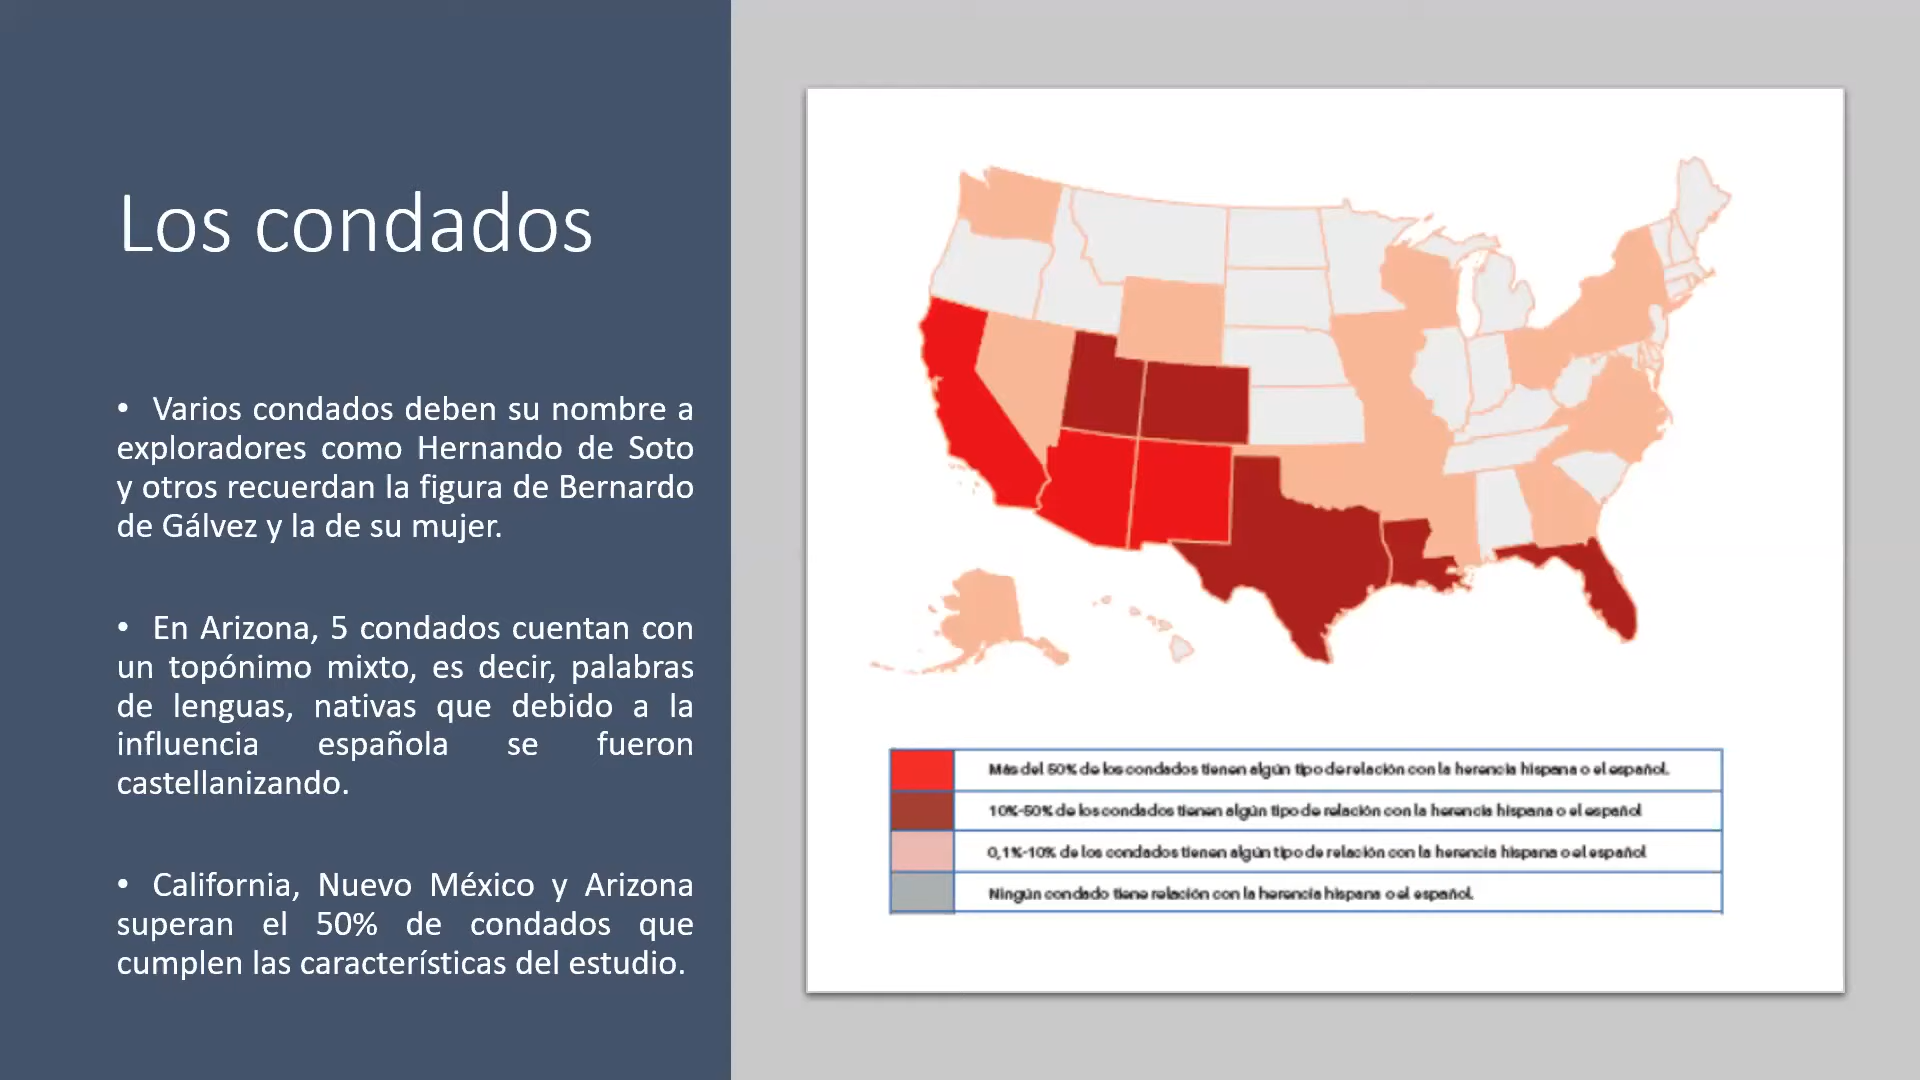 Los condados
• Varios condados deben su nombre a
exploradores como Hernando de Soto
y otros recuerdan la figura de Bernardo
de Gálvez y la de su mujer.
• En Arizona, 5 condados cuentan con
un topónimo mixto, es decir, palabras
de lenguas, nativas que debido a la
influencia española se fueron
castellanizando.
• California, Nuevo México y Arizona
superan el 50% de condados que
cumplen las características del estudio.
Más del 50% de los condados tienen algún tipo de relación con la herencia hispana o el español.
10%-50% de los condados tienen algún tipo de relación con la herencia hispana o el español
0,1%-10% de los condados tienen algún tipo de relación con la herencia hispana o el español
Ningún condado tiene relación con la herencia hispana o el español.